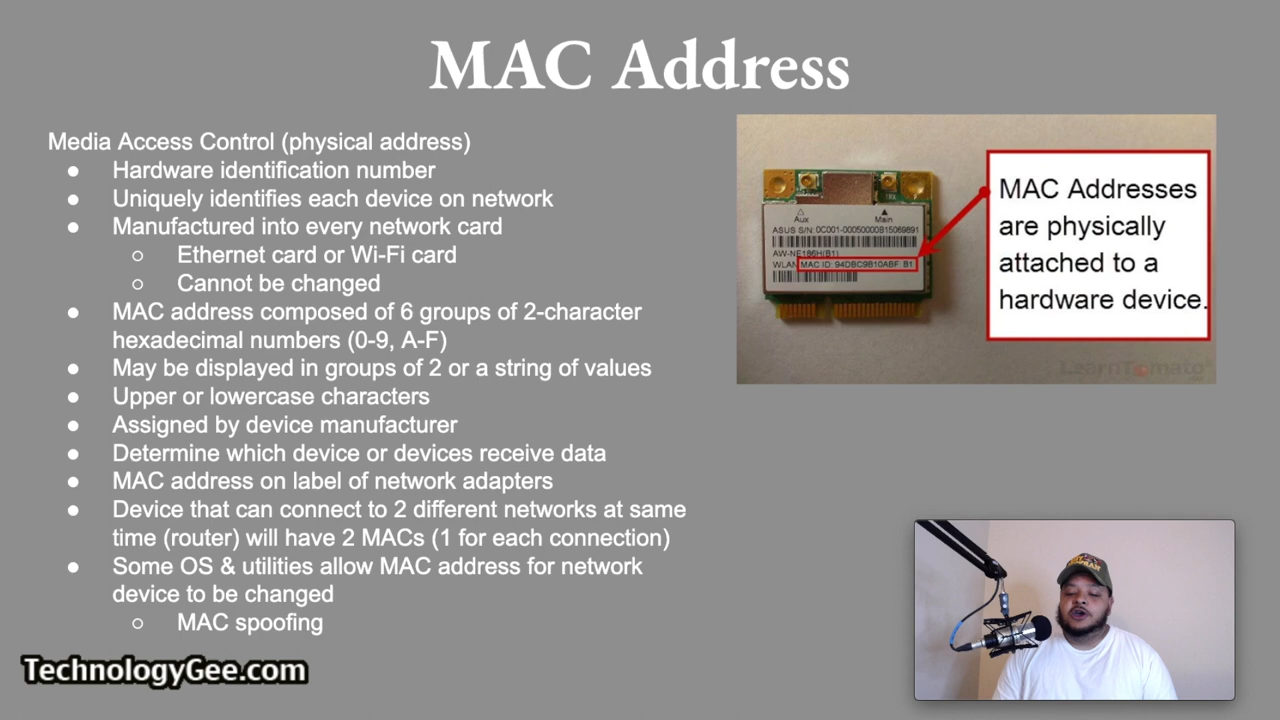 MAC Address
Media Access Control (physical address)
● Hardware identification number
● Uniquely identifies each device on network
● Manufactured into every network card
○ Ethernet card or Wi-Fi card
○ Cannot be changed
● MAC address composed of 6 groups of 2-character
hexadecimal numbers (0-9, A-F)
● May be displayed in groups of 2 or a string of values
● Upper or lowercase characters
● Assigned by device manufacturer
● Determine which device or devices receive data
● MAC address on label of network adapters
● Device that can connect to 2 different networks at same
time (router) will have 2 MACs (1 for each connection)
● Some OS & utilities allow MAC address for network
device to be changed
○ MAC spoofing
Aux
Main
ASUS S/N: 0C001-00050000B15069891
AW-NE186H(B1)
WLAN MAC ID: 94DBC9B10ABF B1
MAC Addresses
are physically
attached to a
hardware device.
LearnTomato
TechnologyGee.com